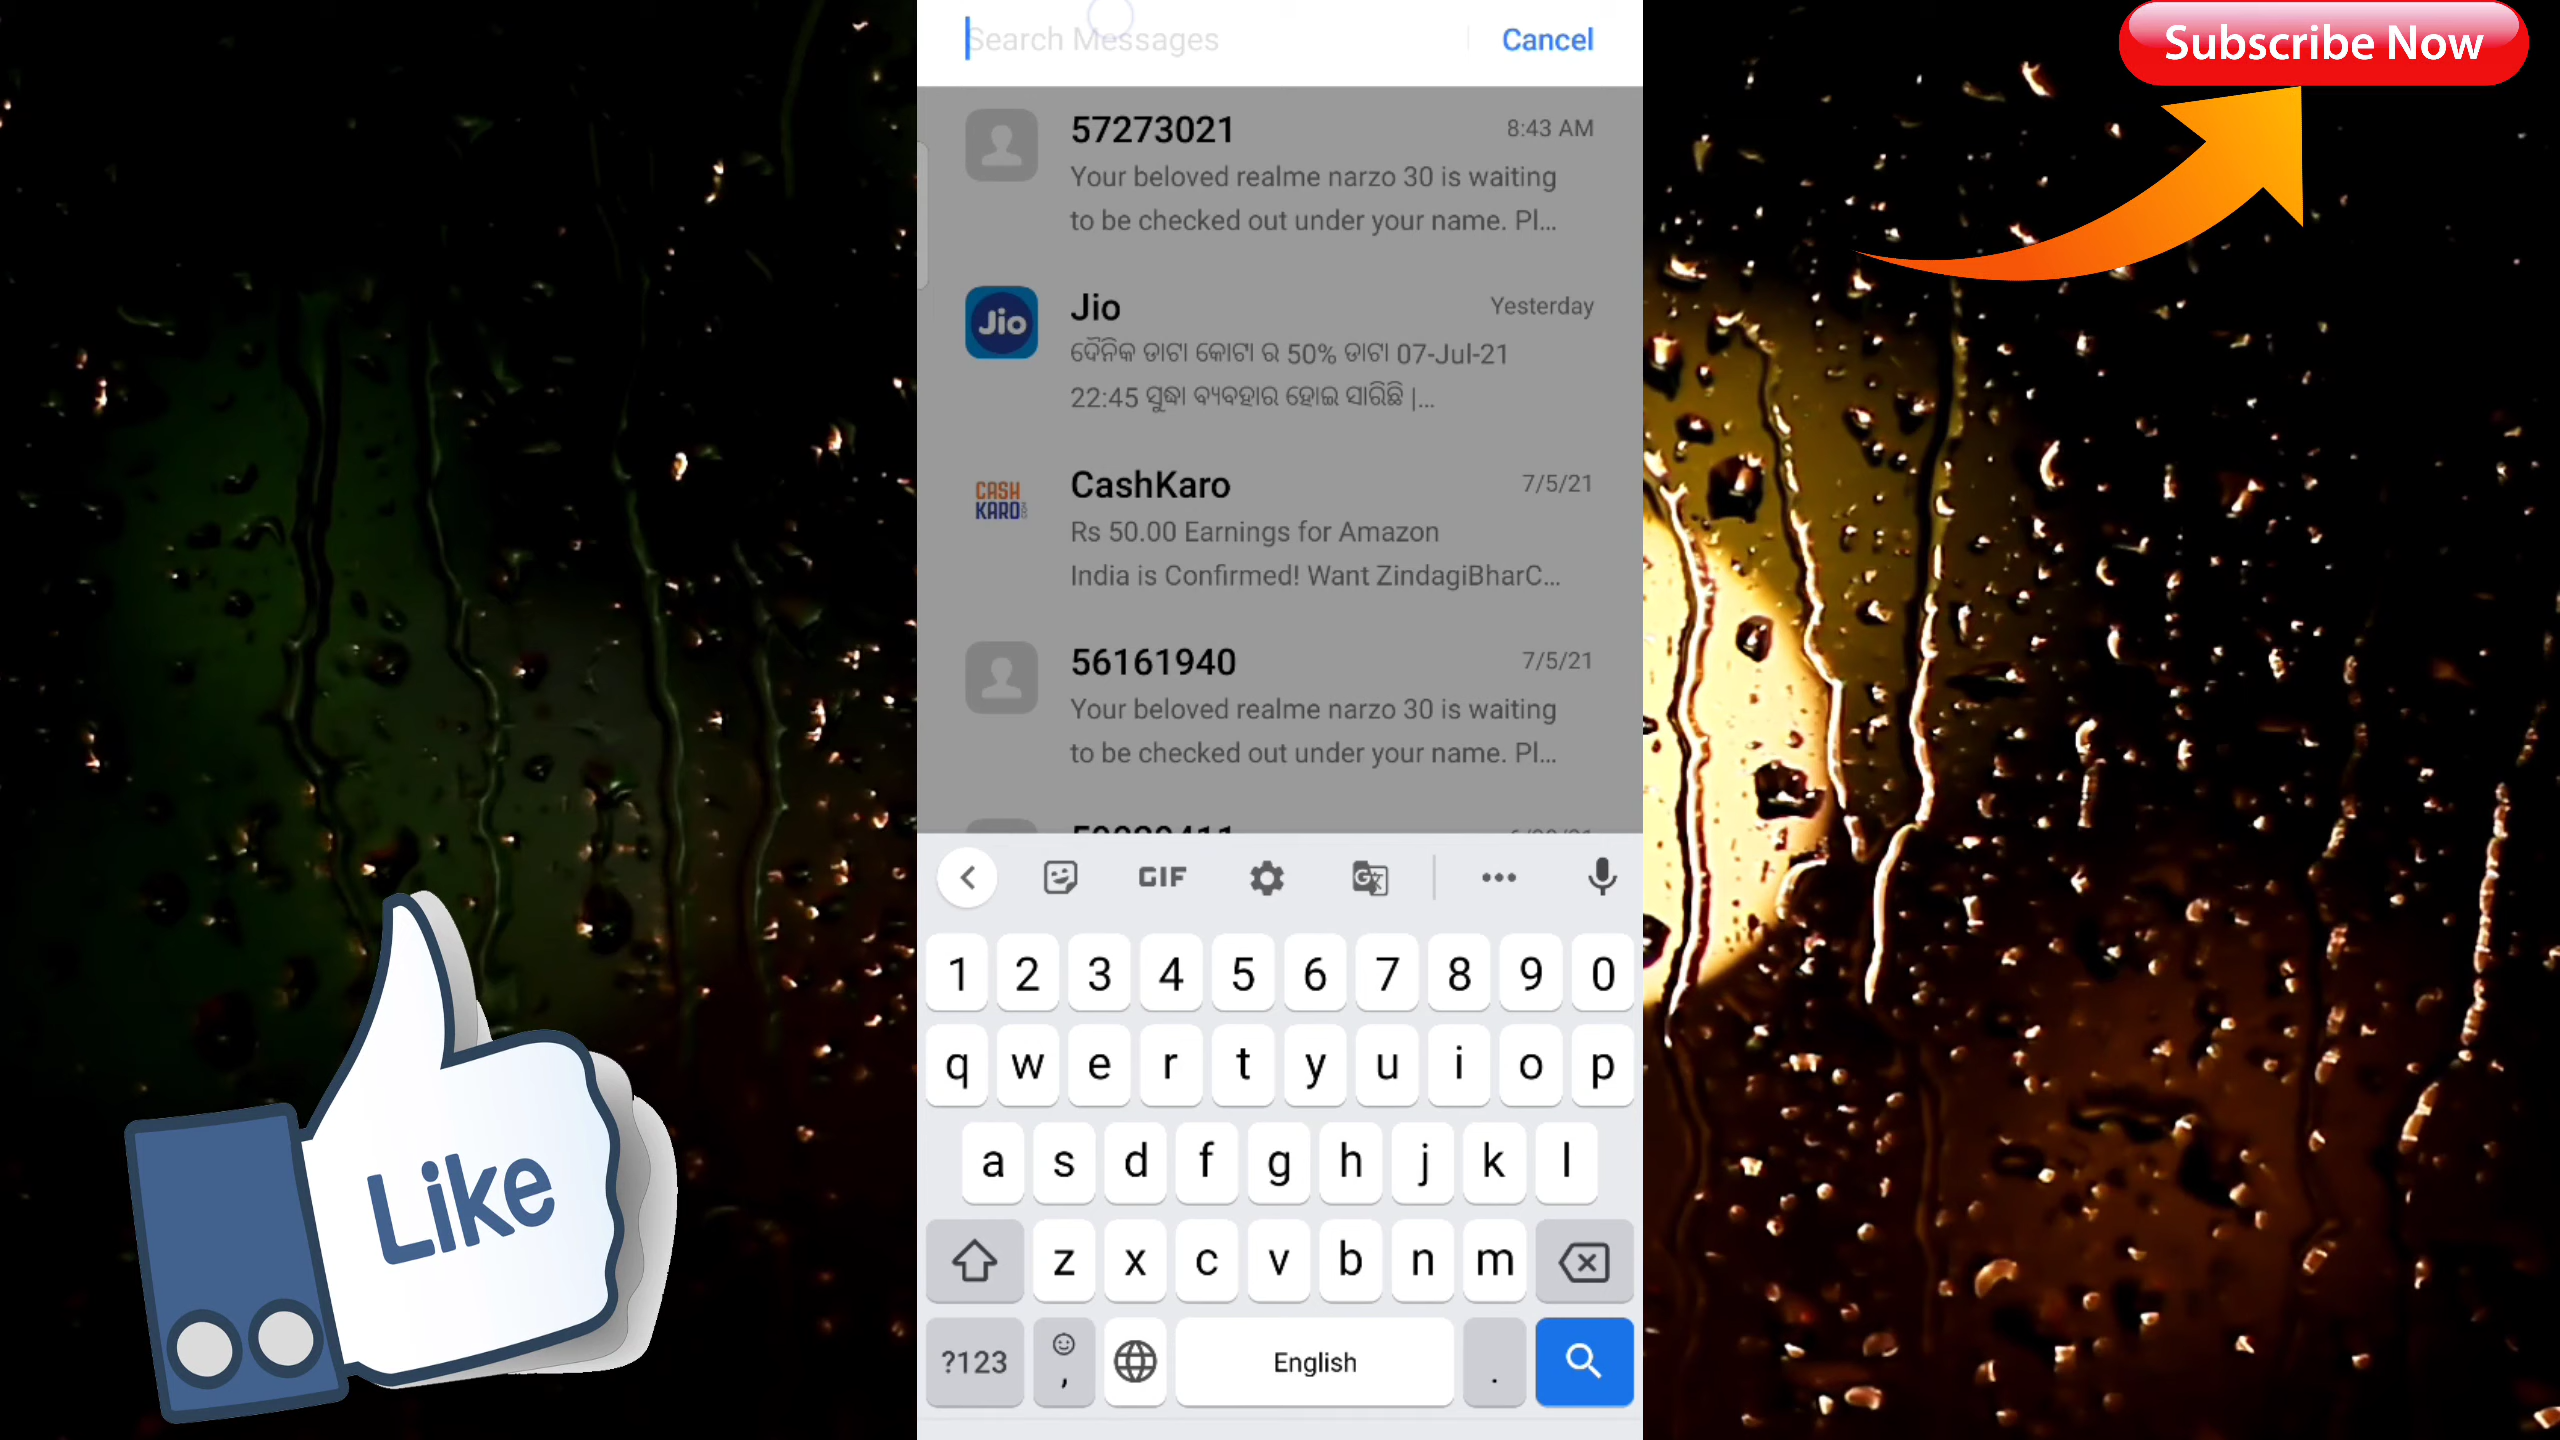 Search Messages
Cancel
Subscribe Now
57273021
8:43 AM
Your beloved realme narzo 30 is waiting
to be checked out under your name. Pl...
Jio
Jio
Yesterday
ଦୈନିକ ଡାଟା କୋଟା ର 50% ଡାଟା 07-Jul-21
22:45 ସୁଦ୍ଧା ବ୍ୟବହାର ହୋଇ ସାରିଛି |...
CASH
KARO
CashKaro
7/5/21
Rs 50.00 Earnings for Amazon
India is Confirmed! Want ZindagiBharC...
56161940
7/5/21
Your beloved realme narzo 30 is waiting
to be checked out under your name. Pl...
GIF
1 2 3 4 5 6 7 8 9 0
q w e r t y u i o p
a s d f g h j k l
z x c v b n m
?123 , English .
Like